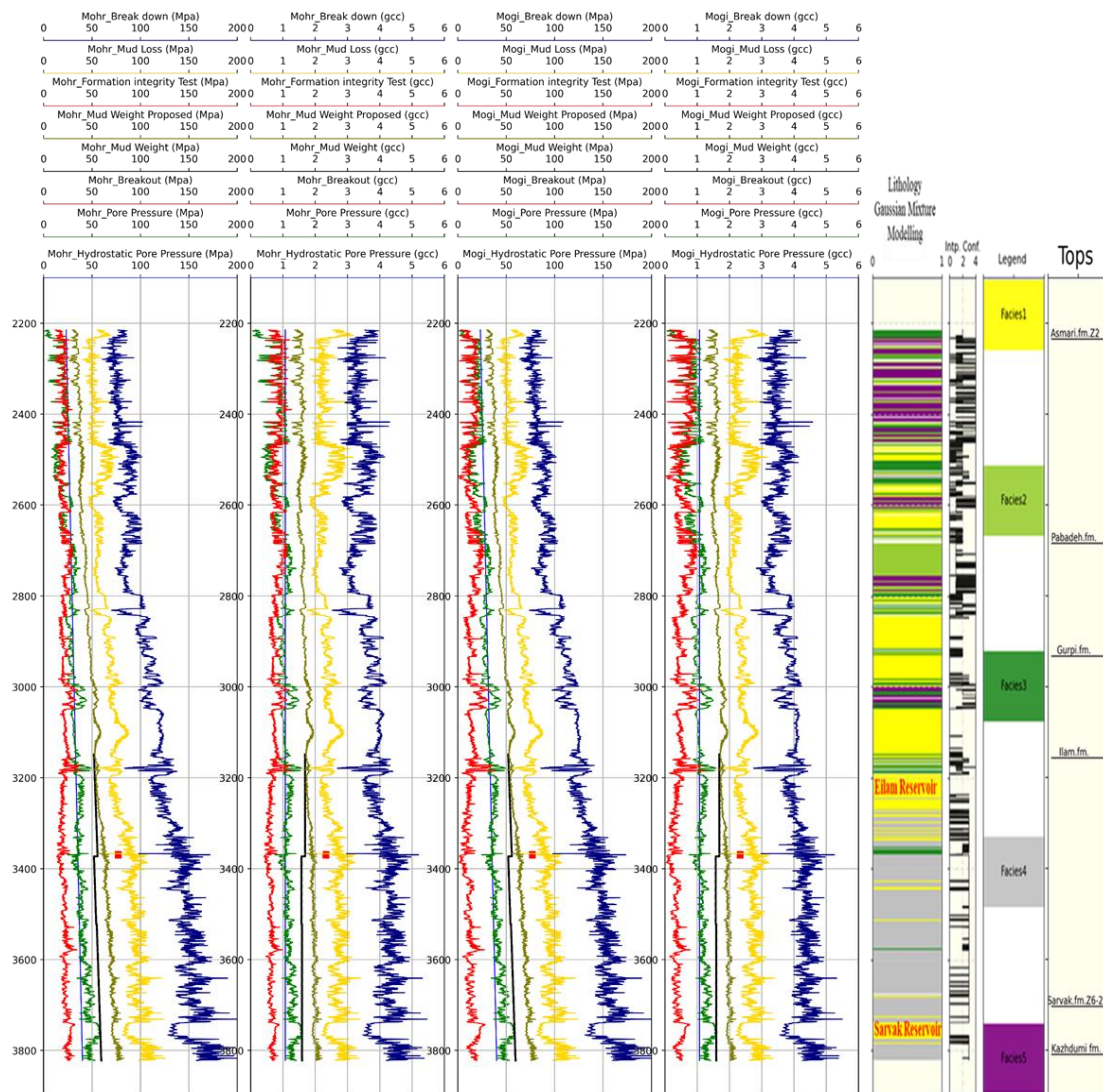 Mohr_Break down (Mpa)
0 50 100 150 200
Mohr_Mud Loss (Mpa)
0 50 100 150 200
Mohr_Formation integrity Test (Mpa)
0 50 100 150 200
Mohr_Mud Weight Proposed (Mpa)
0 50 100 150 200
Mohr_Mud Weight (Mpa)
0 50 100 150 200
Mohr_Breakout (Mpa)
0 50 100 150 200
Mohr_Pore Pressure (Mpa)
0 50 100 150 200
Mohr_Hydrostatic Pore Pressure (Mpa)
0 50 100 150 200
Mohr_Break down (gcc)
0 1 2 3 4 5 6
Mohr_Mud Loss (gcc)
0 1 2 3 4 5 6
Mohr_Formation integrity Test (gcc)
0 1 2 3 4 5 6
Mohr_Mud Weight Proposed (gcc)
0 1 2 3 4 5 6
Mohr_Mud Weight (gcc)
0 1 2 3 4 5 6
Mohr_Breakout (gcc)
0 1 2 3 4 5 6
Mohr_Pore Pressure (gcc)
0 1 2 3 4 5 6
Mohr_Hydrostatic Pore Pressure (gcc)
0 1 2 3 4 5 6
Mogi_Break down (Mpa)
0 50 100 150 200
Mogi_Mud Loss (Mpa)
0 50 100 150 200
Mogi_Formation integrity Test (Mpa)
0 50 100 150 200
Mogi_Mud Weight Proposed (Mpa)
0 50 100 150 200
Mogi_Mud Weight (Mpa)
0 50 100 150 200
Mogi_Breakout (Mpa)
0 50 100 150 200
Mogi_Pore Pressure (Mpa)
0 50 100 150 200
Mogi_Hydrostatic Pore Pressure (Mpa)
0 50 100 150 200
Mogi_Break down (gcc)
0 1 2 3 4 5 6
Mogi_Mud Loss (gcc)
0 1 2 3 4 5 6
Mogi_Formation integrity Test (gcc)
0 1 2 3 4 5 6
Mogi_Mud Weight Proposed (gcc)
0 1 2 3 4 5 6
Mogi_Mud Weight (gcc)
0 1 2 3 4 5 6
Mogi_Breakout (gcc)
0 1 2 3 4 5 6
Mogi_Pore Pressure (gcc)
0 1 2 3 4 5 6
Mogi_Hydrostatic Pore Pressure (gcc)
0 1 2 3 4 5 6
Lithology
Gaussian Mixture
Modelling
0 1
Intp. Conf.
0 2 4
Legend
Tops
2200
2400
2600
2800
3000
3200
3400
3600
3800
Eilam Reservoir
Sarvak Reservoir
Facies1
Facies2
Facies3
Facies4
Facies5
Asmari.fm.Z2
Pabadeh.fm.
Gurpi.fm.
Ilam.fm.
Sarvak.fm.Z6-2
Kazhdumi fm.